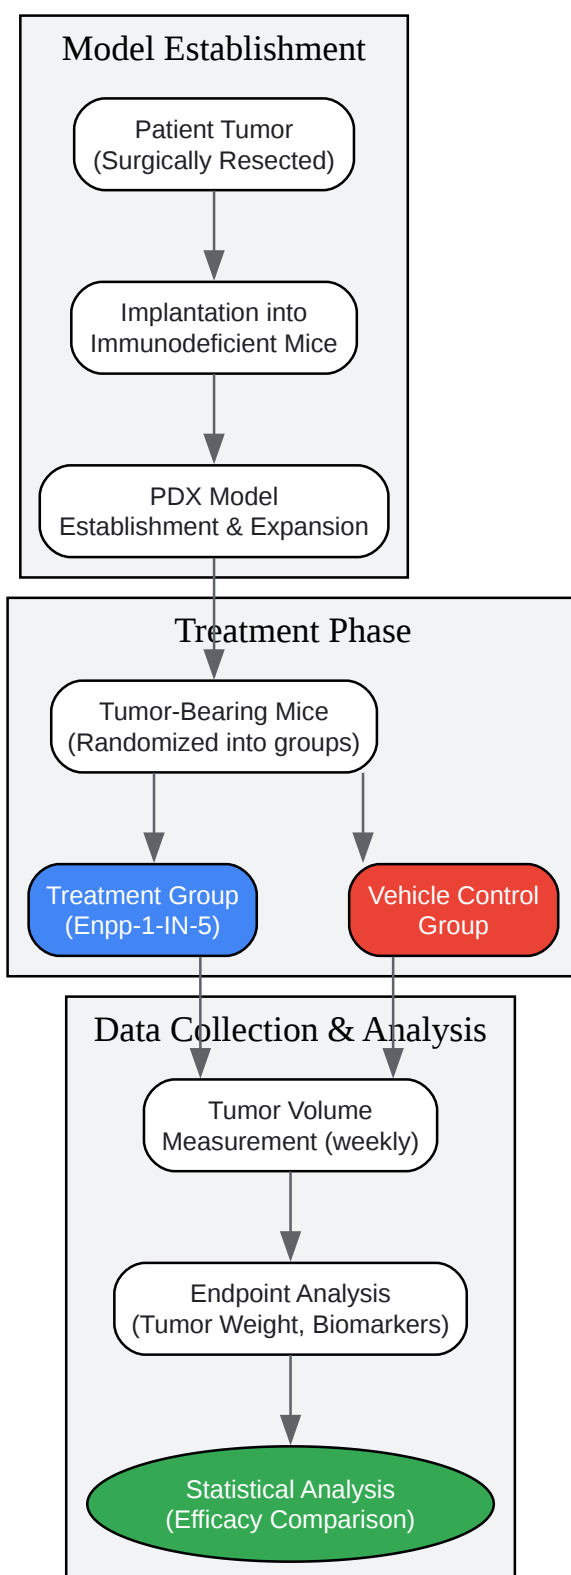 Model Establishment
Patient Tumor
(Surgically Resected)
Implantation into
Immunodeficient Mice
PDX Model
Establishment & Expansion
Treatment Phase
Tumor-Bearing Mice
(Randomized into groups)
Treatment Group
(Enpp-1-IN-5)
Vehicle Control
Group
Data Collection & Analysis
Tumor Volume
Measurement (weekly)
Endpoint Analysis
(Tumor Weight, Biomarkers)
Statistical Analysis
(Efficacy Comparison)